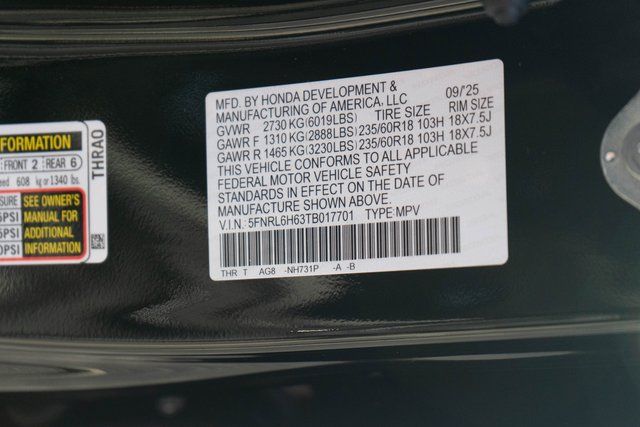 MFD. BY HONDA DEVELOPMENT &
MANUFACTURING OF AMERICA, LLC 09/'25
GVWR 2730 KG (6019LBS) TIRE SIZE RIM SIZE
GAWR F 1310 KG (2888LBS) 235/60R18 103H 18X7.5J
GAWR R 1465 KG (3230LBS) 235/60R18 103H 18X7.5J
THIS VEHICLE CONFORMS TO ALL APPLICABLE
FEDERAL MOTOR VEHICLE SAFETY
STANDARDS IN EFFECT ON THE DATE OF
MANUFACTURE SHOWN ABOVE.
V.I.N.: 5FNRL6H63TB017701 TYPE: MPV
THR T AG8 -NH731P -A -B
FORMATION
FRONT 2 REAR 6
608 kg or 1340 lbs.
SEE OWNER'S
PSI MANUAL FOR
PSI ADDITIONAL
PSI INFORMATION
THRA0